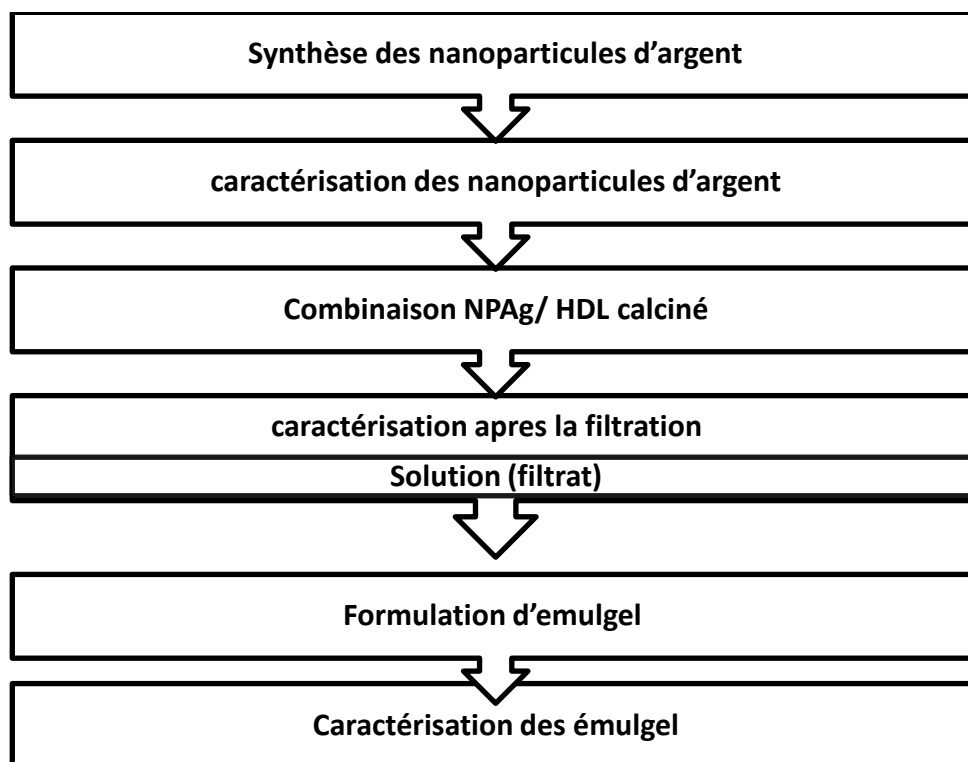 Synthèse des nanoparticules d’argent
caractérisation des nanoparticules d’argent
Combinaison NPAg/ HDL calciné
caractérisation apres la filtration
Solution (filtrat)
Formulation d’emulgel
Caractérisation des émulgel